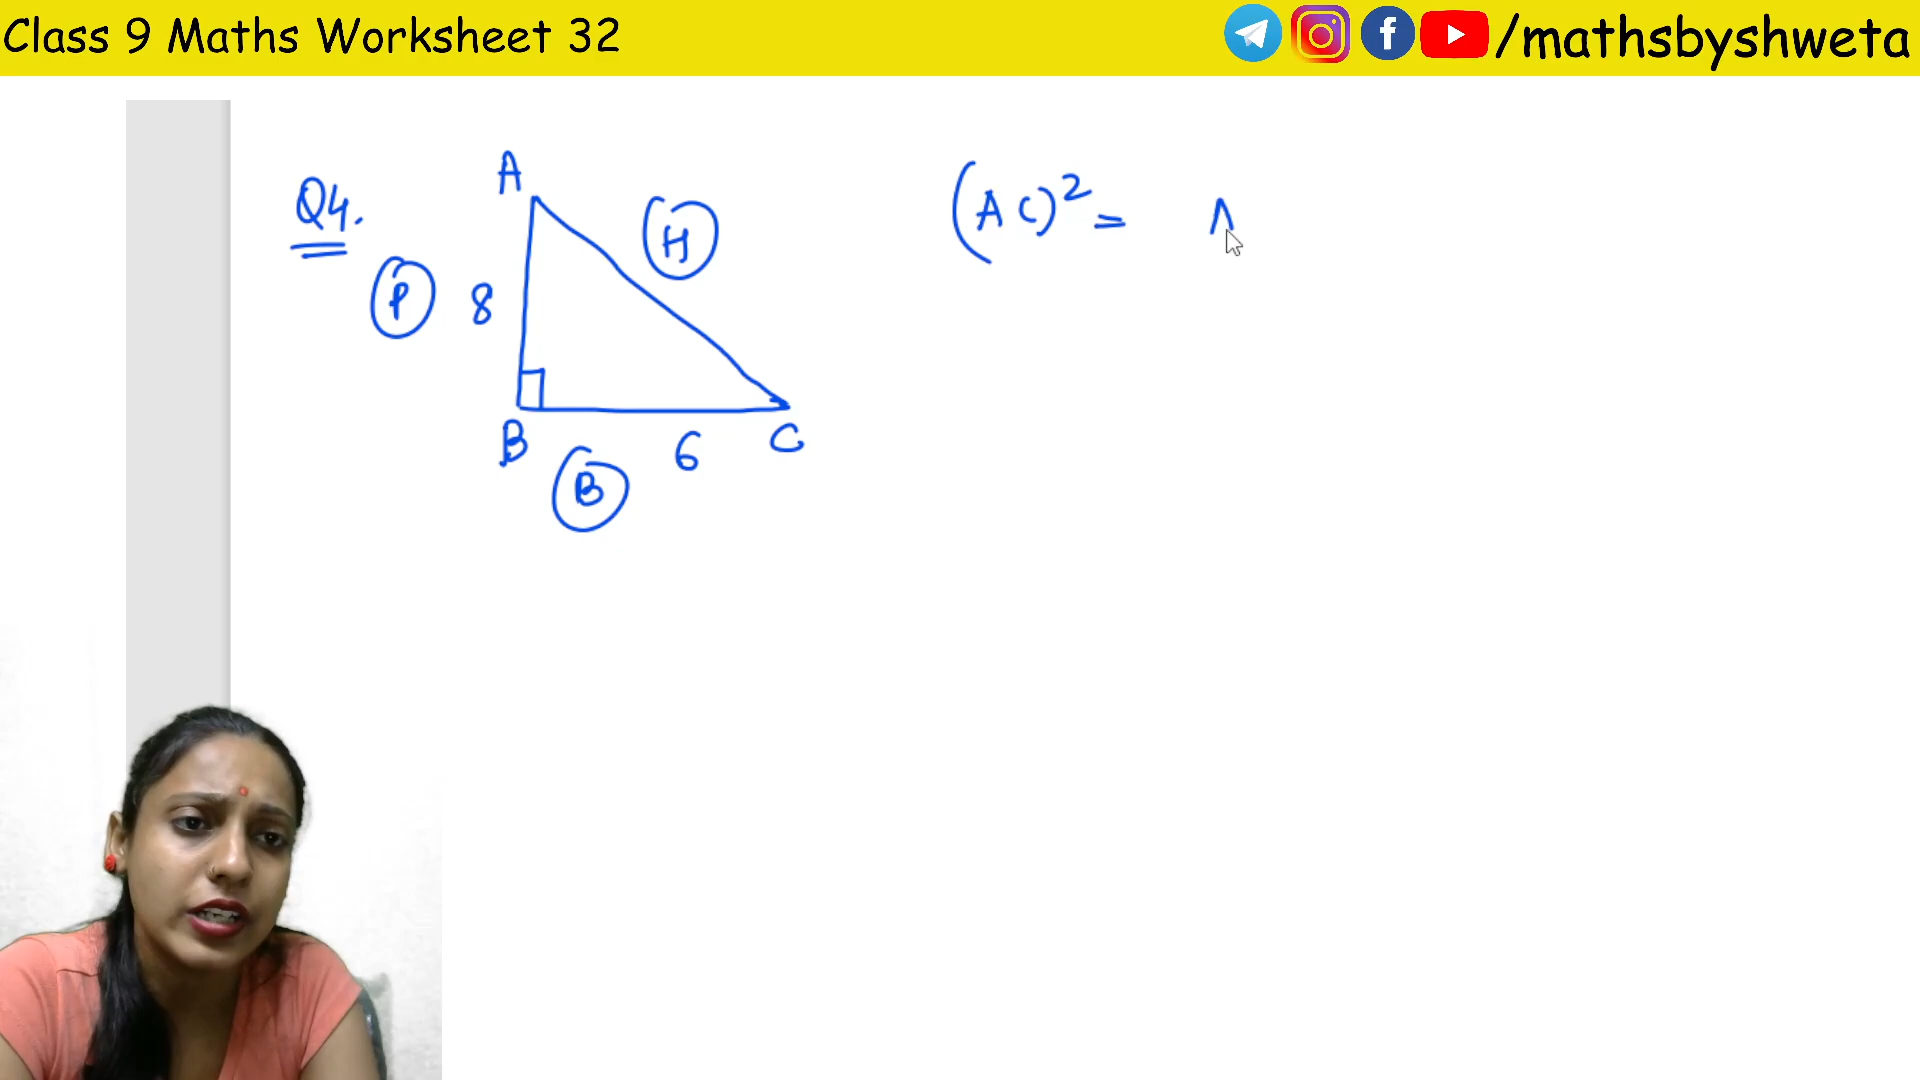 Class 9 Maths Worksheet 32
/mathsbyshweta
Q4.
A
H
(AC)² =
P
8
B
6
C
B